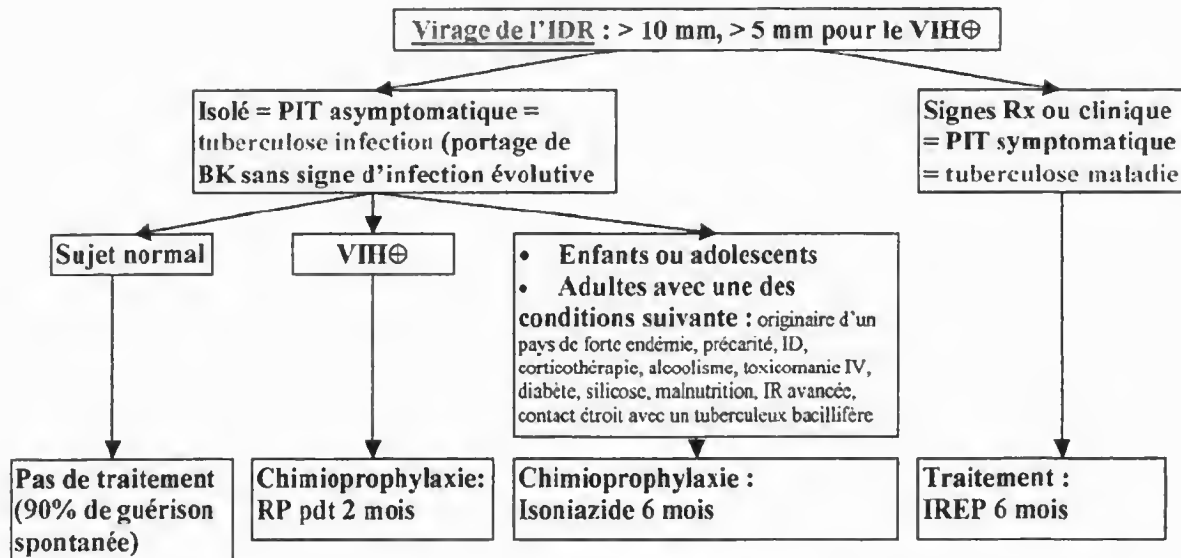 Virage de l'IDR : > 10 mm, > 5 mm pour le VIH⊕
Isolé = PIT asymptomatique =
tuberculose infection (portage de
BK sans signe d'infection évolutive
Signes Rx ou clinique
= PIT symptomatique
= tuberculose maladie
Sujet normal
VIH⊕
• Enfants ou adolescents
• Adultes avec une des
conditions suivante : originaire d'un
pays de forte endémie, précarité, ID,
corticothérapie, alcoolisme, toxicomanie IV,
diabète, silicose, malnutrition, IR avancée,
contact étroit avec un tuberculeux bacillifère
Pas de traitement
(90% de guérison
spontanée)
Chimioprophylaxie:
RP pdt 2 mois
Chimioprophylaxie :
Isoniazide 6 mois
Traitement :
IREP 6 mois